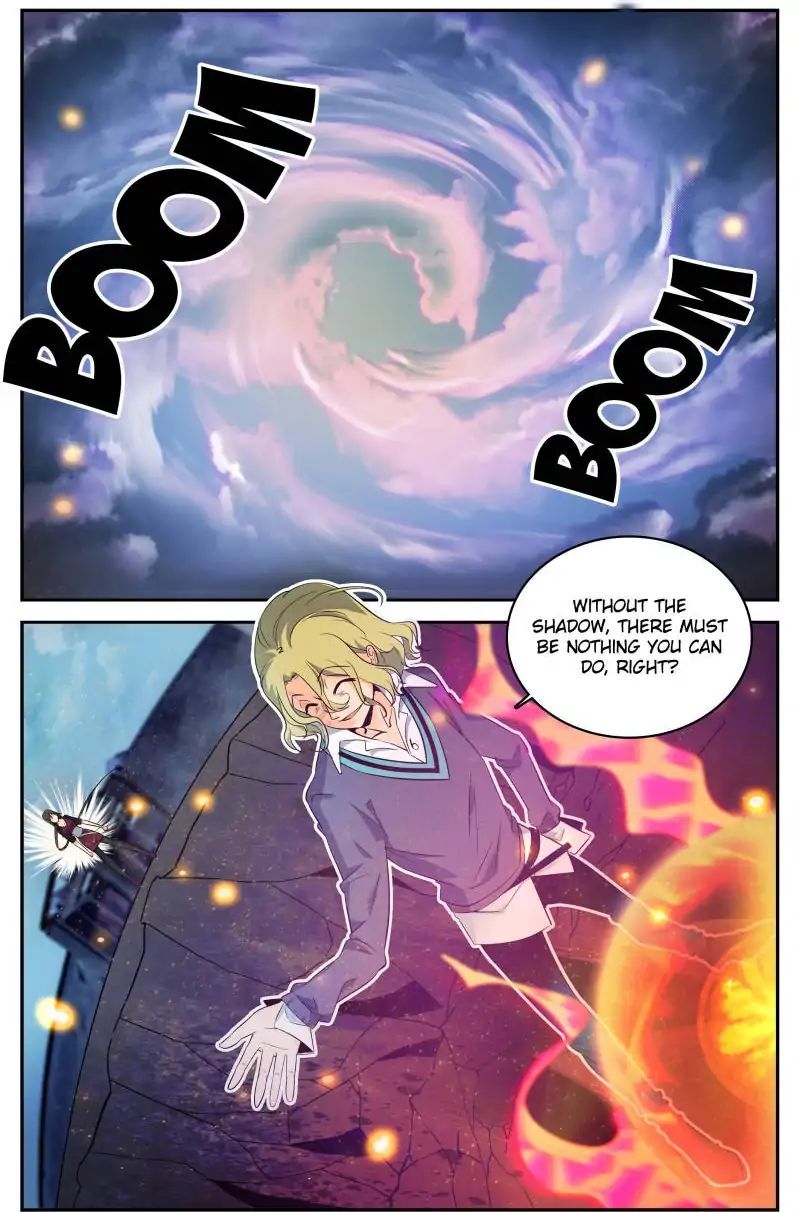 BOOM
BOOM
WITHOUT THE
SHADOW, THERE MUST
BE NOTHING YOU CAN
DO, RIGHT?